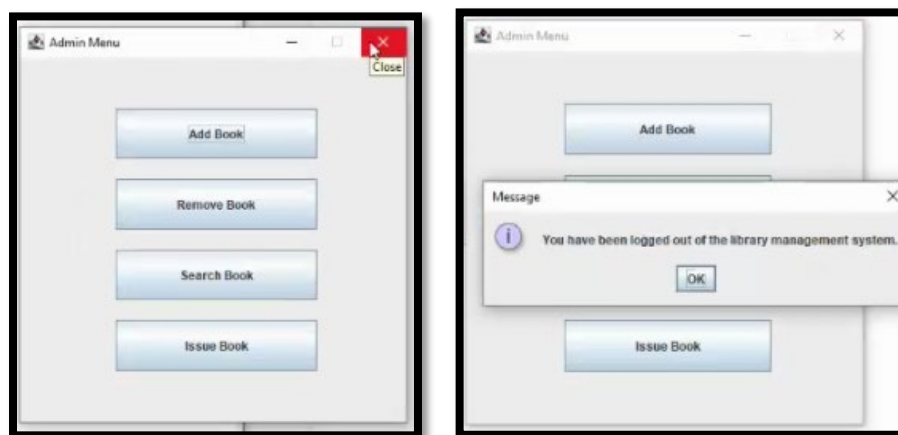 Admin Menu
Close
Add Book
Remove Book
Search Book
Issue Book
Admin Menu
Add Book
Message
You have been logged out of the library management system.
OK
Issue Book